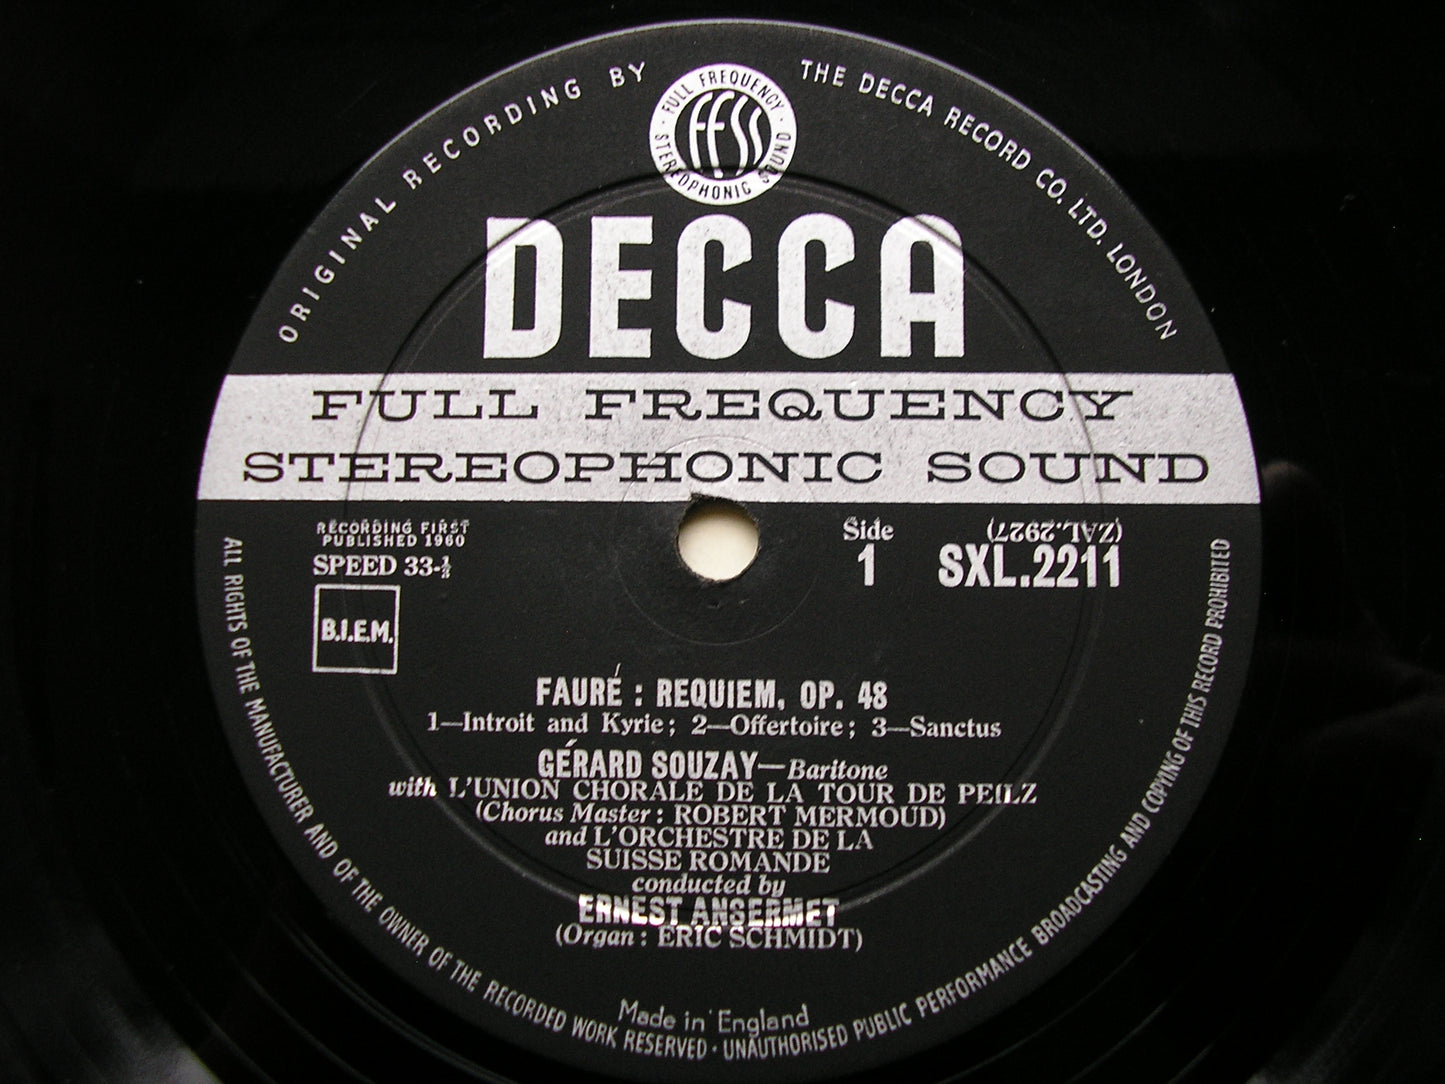 ORIGINAL RECORDING BY THE DECCA RECORD CO. LTD. LONDON
· FULL FREQUENCY · STEREOPHONIC SOUND
FFSS
DECCA
FULL FREQUENCY
STEREOPHONIC SOUND
RECORDING FIRST
PUBLISHED 1960
SPEED 33-⅓
B.I.E.M.
Side
1
(ZAL.2927)
SXL.2211
FAURÉ : REQUIEM, OP. 48
1—Introit and Kyrie; 2—Offertoire; 3—Sanctus
GÉRARD SOUZAY—Baritone
with L'UNION CHORALE DE LA TOUR DE PEILZ
(Chorus Master: ROBERT MERMOUD)
and L'ORCHESTRE DE LA
SUISSE ROMANDE
conducted by
ERNEST ANSERMET
(Organ: ERIC SCHMIDT)
Made in England
ALL RIGHTS OF THE MANUFACTURER AND OF THE OWNER OF THE RECORDED WORK RESERVED · UNAUTHORISED PUBLIC PERFORMANCE BROADCASTING AND COPYING OF THIS RECORD PROHIBITED